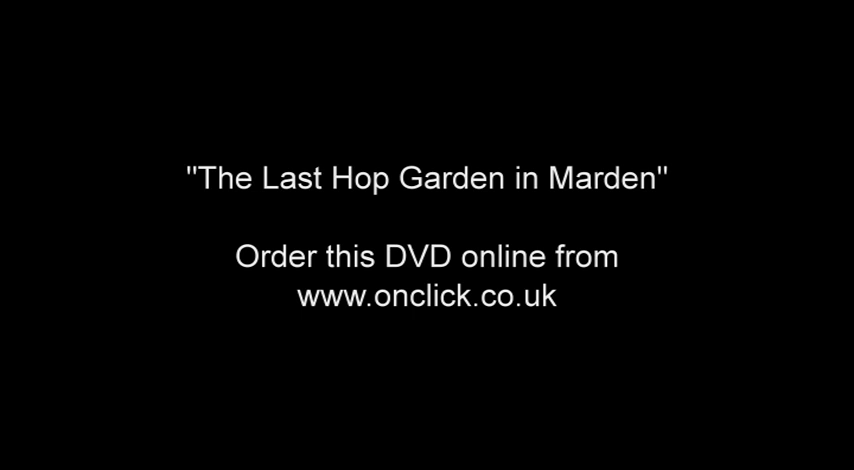 "The Last Hop Garden in Marden"
Order this DVD online from
www.onclick.co.uk